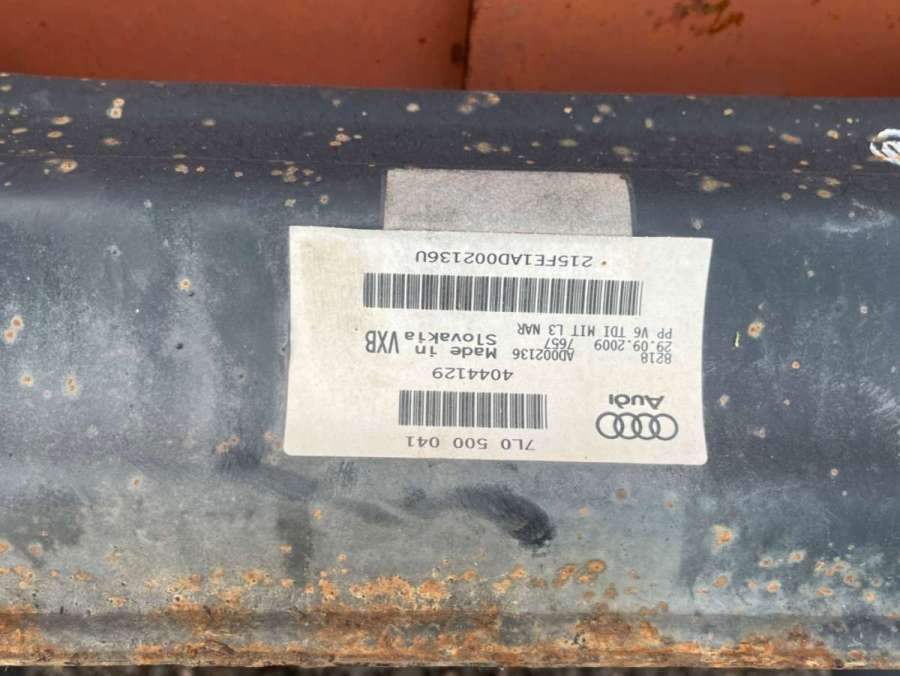 7L0 500 041
Audi
4044129
8218 AD002136 Made in VXB
29.09.2009 7657 Slovakia
PP V6 TDI MIT L3 NAR
215FE1AD0002136U